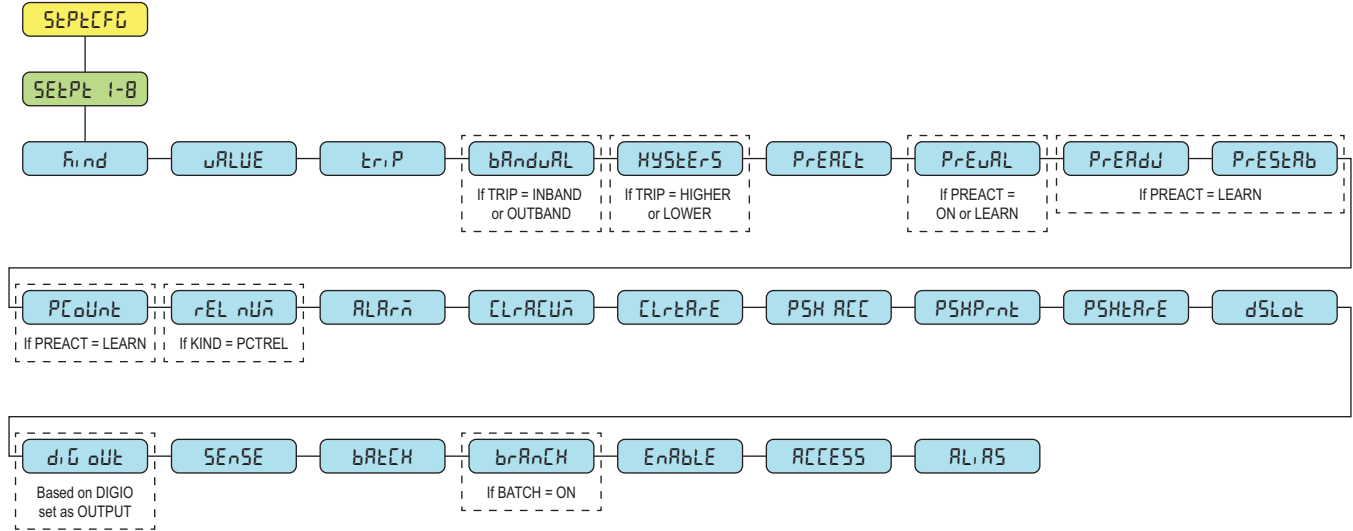 StPtCFG
SEtPt 1-8
Kind
vALUE
triP
bAndvAL
HYStErS
PrEACt
PrEvAL
PrEAdJ
PrEStAb
If TRIP = INBAND
or OUTBAND
If TRIP = HIGHER
or LOWER
If PREACT =
ON or LEARN
If PREACT = LEARN
PCoUnt
rEL nUM
ALArM
CLrACUM
CLrtArE
PSH ACC
PSHPrnt
PSHtArE
dSLot
If PREACT = LEARN
If KIND = PCTREL
diG oUt
SEnSE
bAtCH
brAnCH
EnAbLE
ACCESS
ALiAS
Based on DIGIO
set as OUTPUT
If BATCH = ON